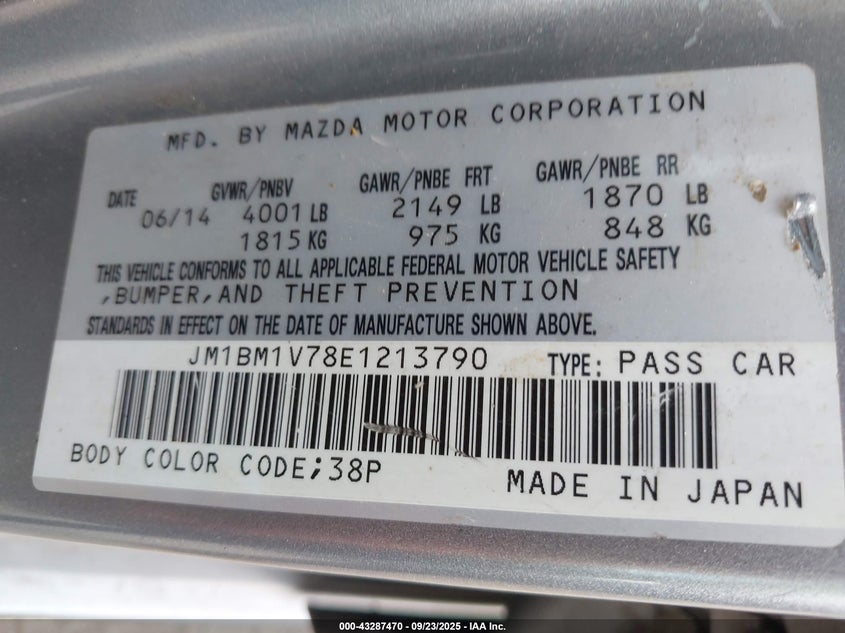 MFD. BY MAZDA MOTOR CORPORATION
DATE GVWR/PNBV GAWR/PNBE FRT GAWR/PNBE RR
06/14 4001 LB 2149 LB 1870 LB
1815 KG 975 KG 848 KG
THIS VEHICLE CONFORMS TO ALL APPLICABLE FEDERAL MOTOR VEHICLE SAFETY
,BUMPER,AND THEFT PREVENTION
STANDARDS IN EFFECT ON THE DATE OF MANUFACTURE SHOWN ABOVE.
JM1BM1V78E1213790 TYPE: PASS CAR
BODY COLOR CODE;38P MADE IN JAPAN
000-43287470 - 09/23/2025 - IAA Inc.